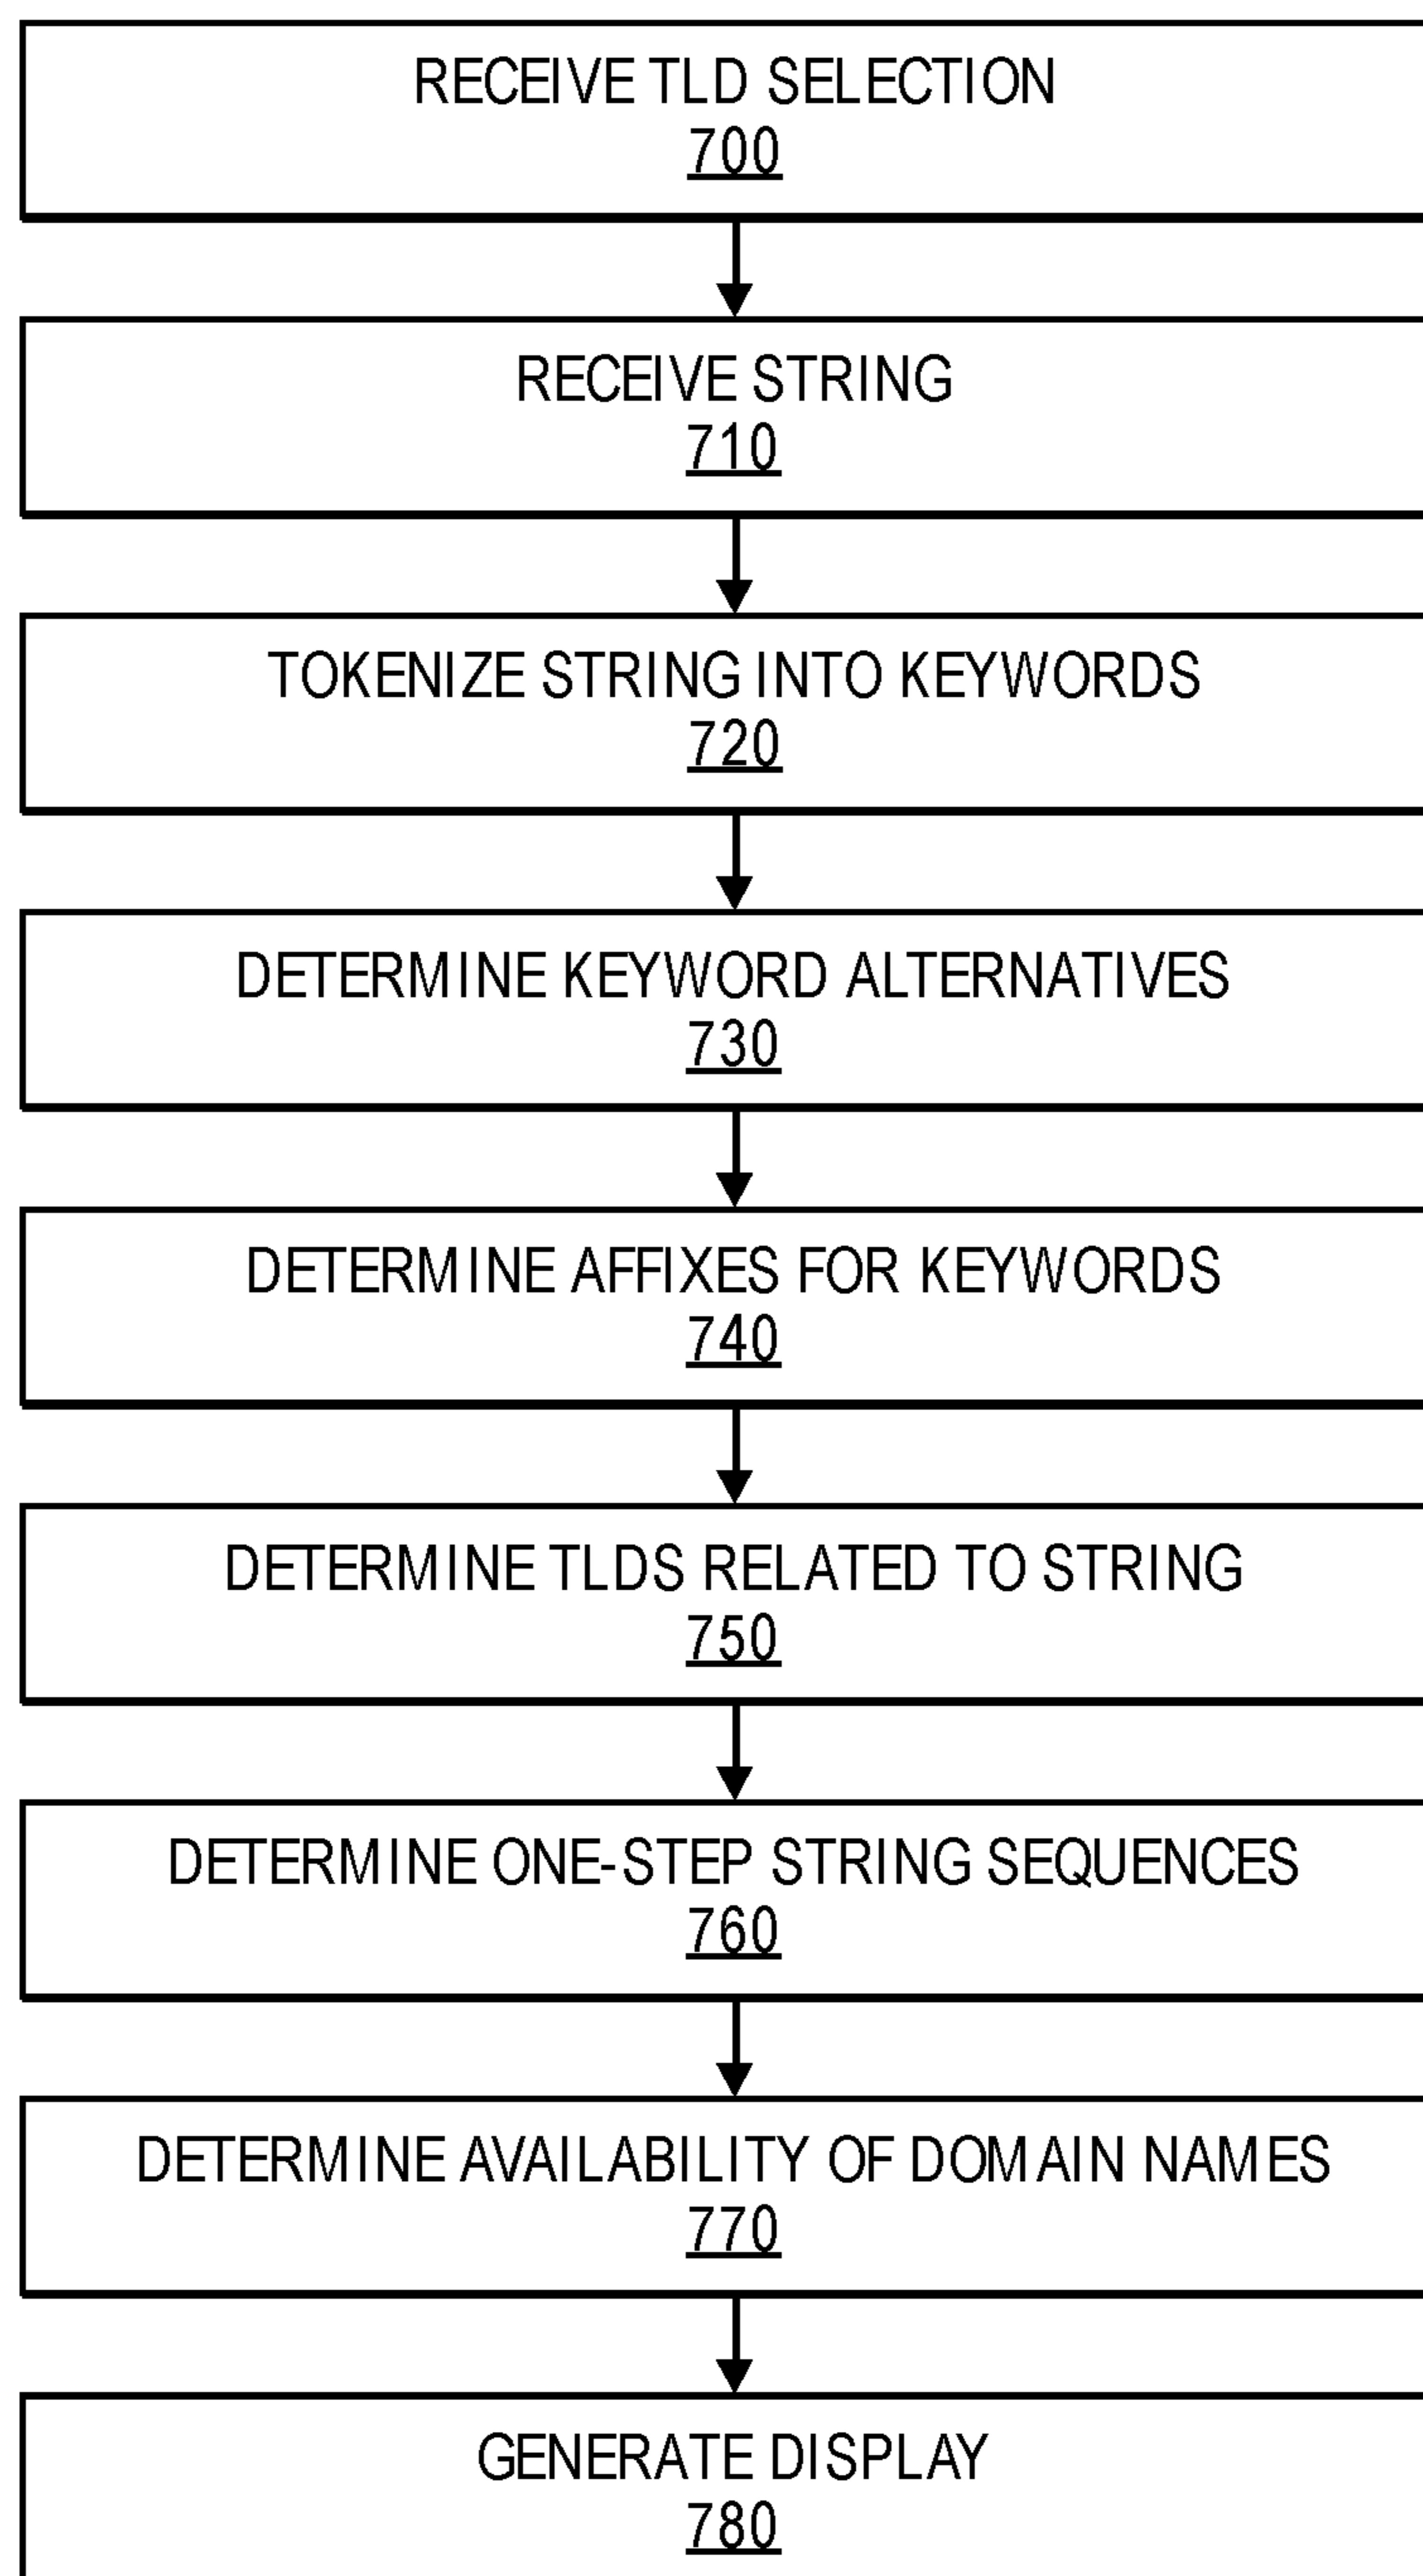 RECEIVE TLD SELECTION
700
RECEIVE STRING
710
TOKENIZE STRING INTO KEYWORDS
720
DETERMINE KEYWORD ALTERNATIVES
730
DETERMINE AFFIXES FOR KEYWORDS
740
DETERMINE TLDS RELATED TO STRING
750
DETERMINE ONE-STEP STRING SEQUENCES
760
DETERMINE AVAILABILITY OF DOMAIN NAMES
770
GENERATE DISPLAY
780